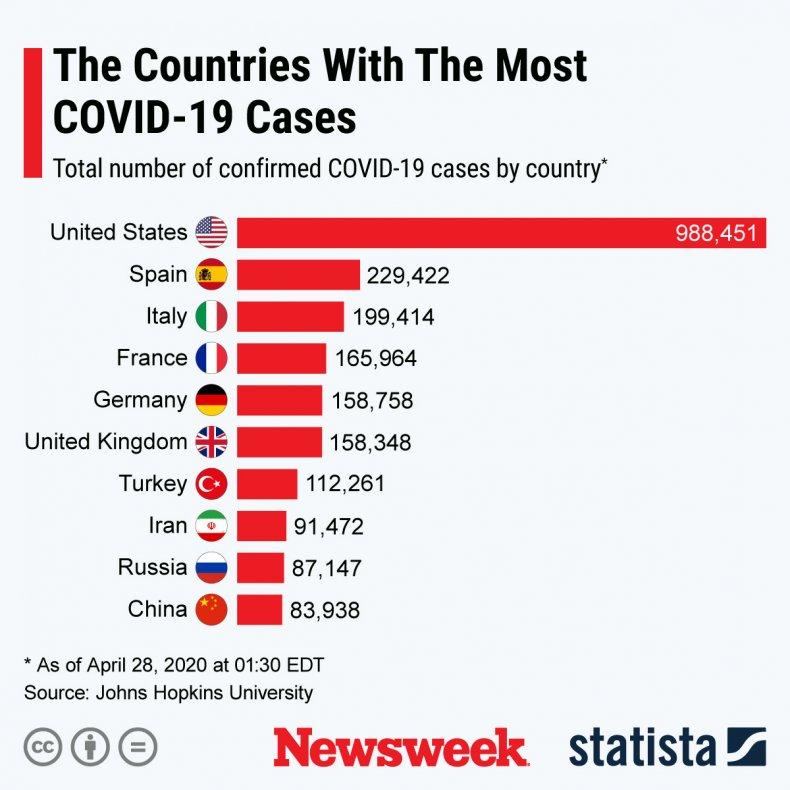 The Countries With The Most
COVID-19 Cases
Total number of confirmed COVID-19 cases by country*
United States 988,451
Spain 229,422
Italy 199,414
France 165,964
Germany 158,758
United Kingdom 158,348
Turkey 112,261
Iran 91,472
Russia 87,147
China 83,938
* As of April 28, 2020 at 01:30 EDT
Source: Johns Hopkins University
cc = Newsweek statista